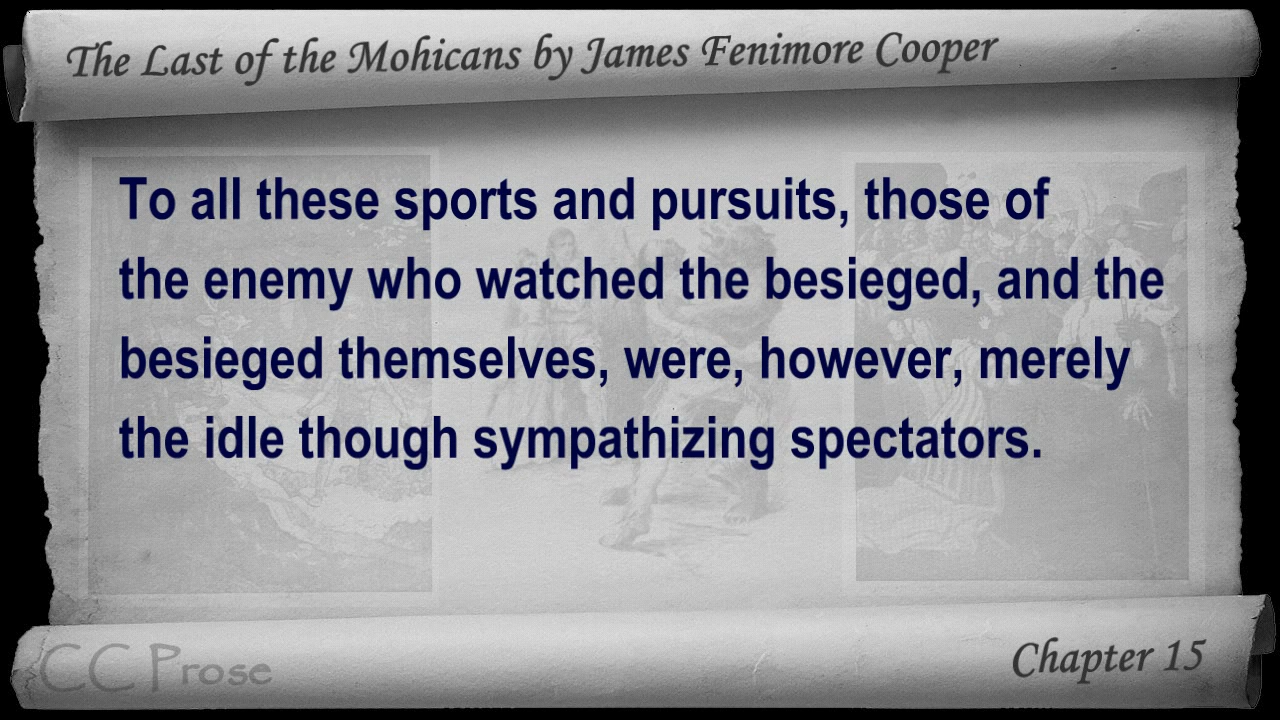 The Last of the Mohicans by James Fenimore Cooper
To all these sports and pursuits, those of
the enemy who watched the besieged, and the
besieged themselves, were, however, merely
the idle though sympathizing spectators.
CC Prose
Chapter 15